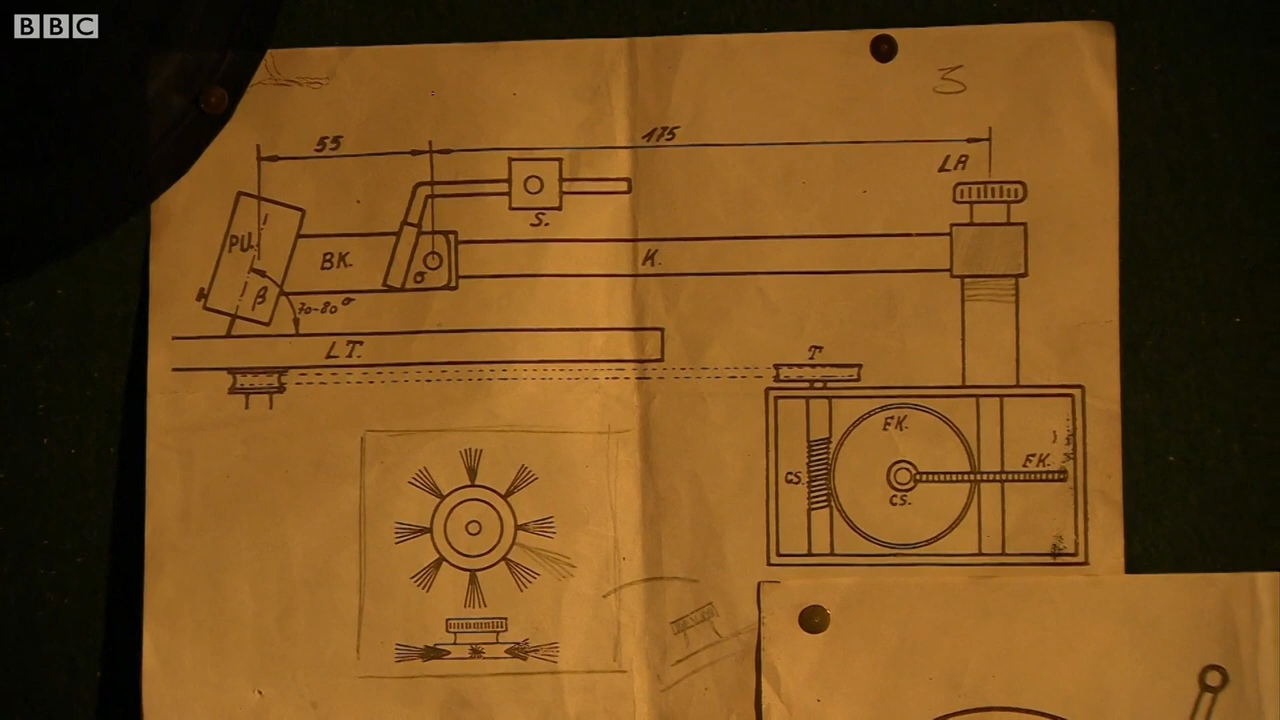 BBC
3
55
175
LA
S.
PU.
BK.
K.
σ
β
70-80°
LT.
T
FK.
CS.
FK.
CS.